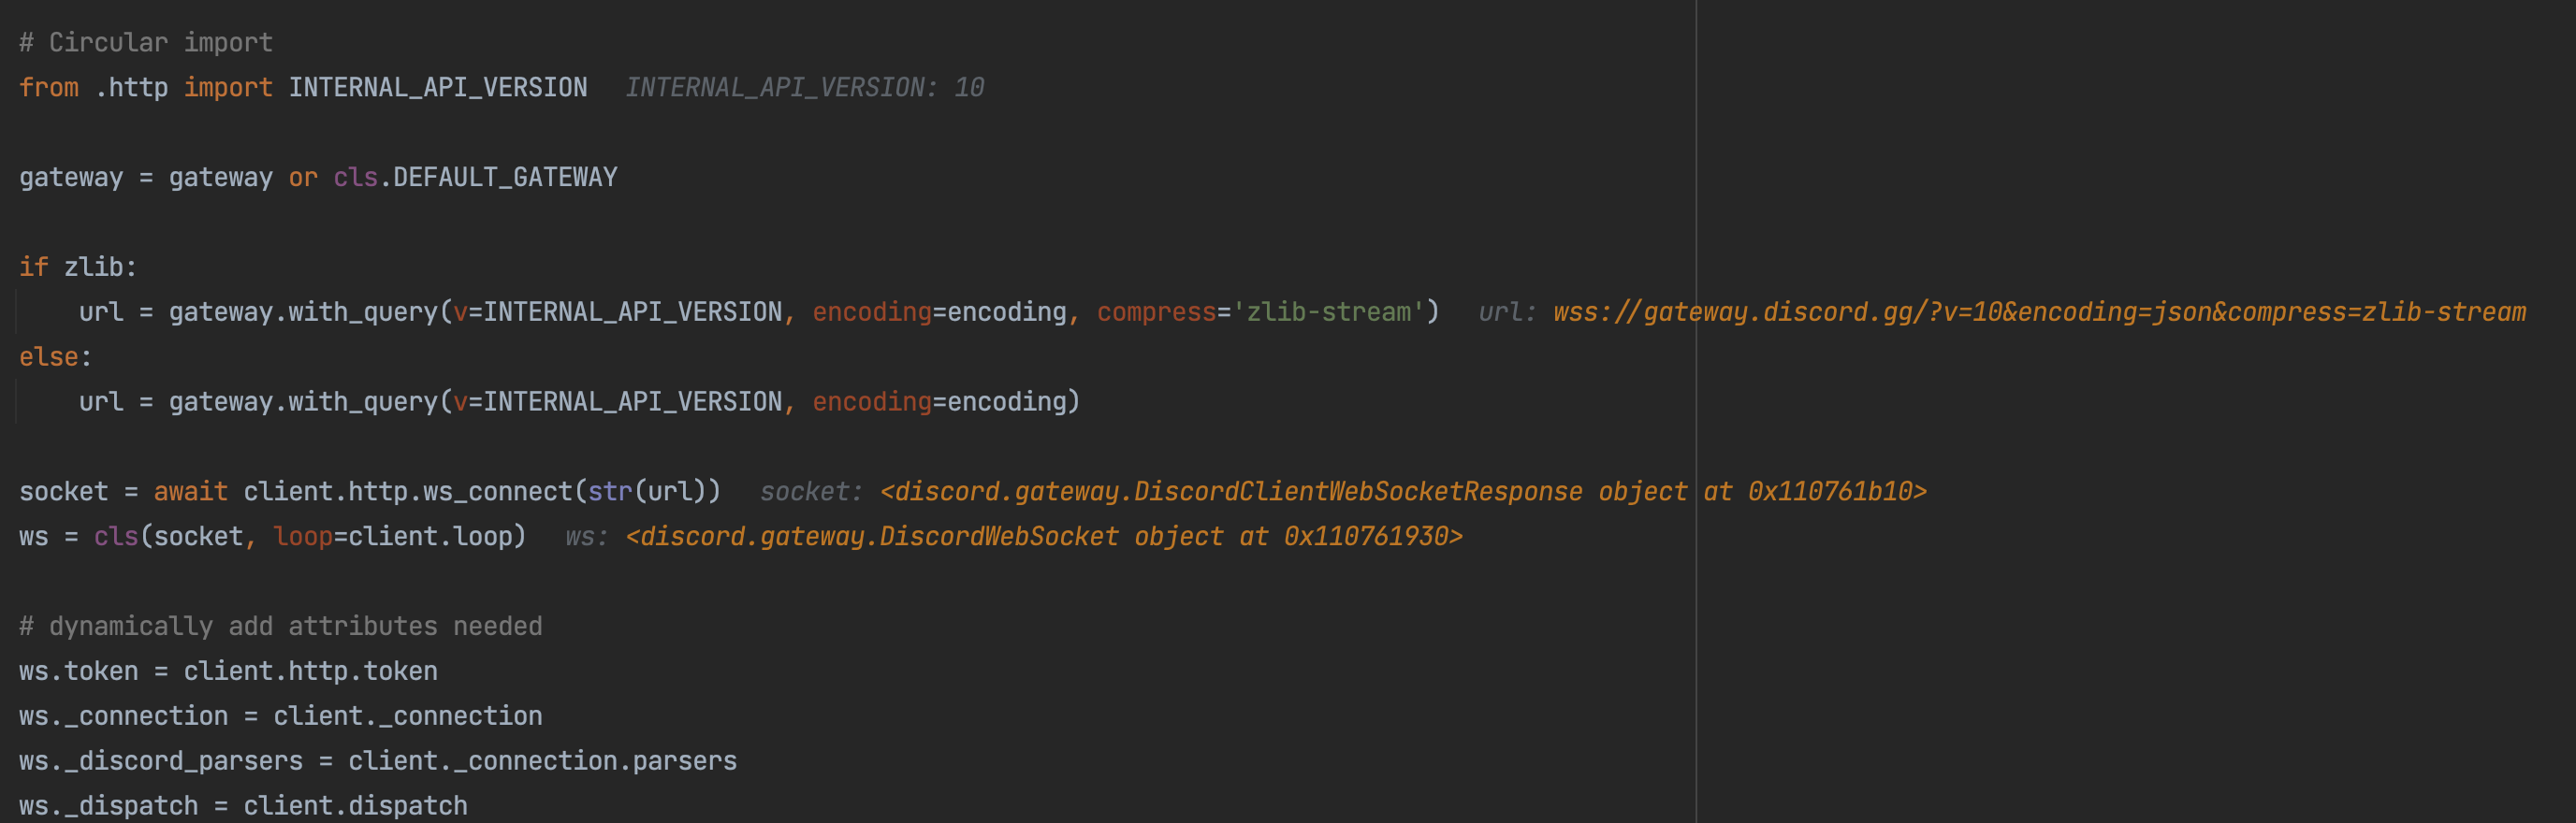 # Circular import
from .http import INTERNAL_API_VERSION   INTERNAL_API_VERSION: 10
gateway = gateway or cls.DEFAULT_GATEWAY
if zlib:
    url = gateway.with_query(v=INTERNAL_API_VERSION, encoding=encoding, compress='zlib-stream')   url: wss://gateway.discord.gg/?v=10&encoding=json&compress=zlib-stream
else:
    url = gateway.with_query(v=INTERNAL_API_VERSION, encoding=encoding)
socket = await client.http.ws_connect(str(url))   socket: <discord.gateway.DiscordClientWebSocketResponse object at 0x110761b10>
ws = cls(socket, loop=client.loop)   ws: <discord.gateway.DiscordWebSocket object at 0x110761930>
# dynamically add attributes needed
ws.token = client.http.token
ws._connection = client._connection
ws._discord_parsers = client._connection.parsers
ws._dispatch = client.dispatch